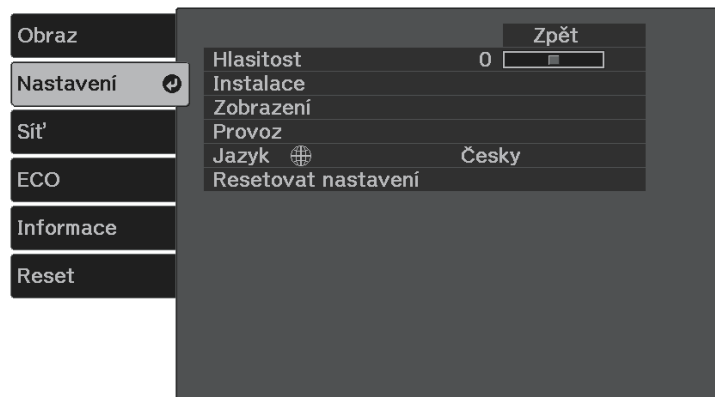 Obraz
Nastavení
Síť
ECO
Informace
Reset
Zpět
Hlasitost 0
Instalace
Zobrazení
Provoz
Jazyk Česky
Resetovat nastavení